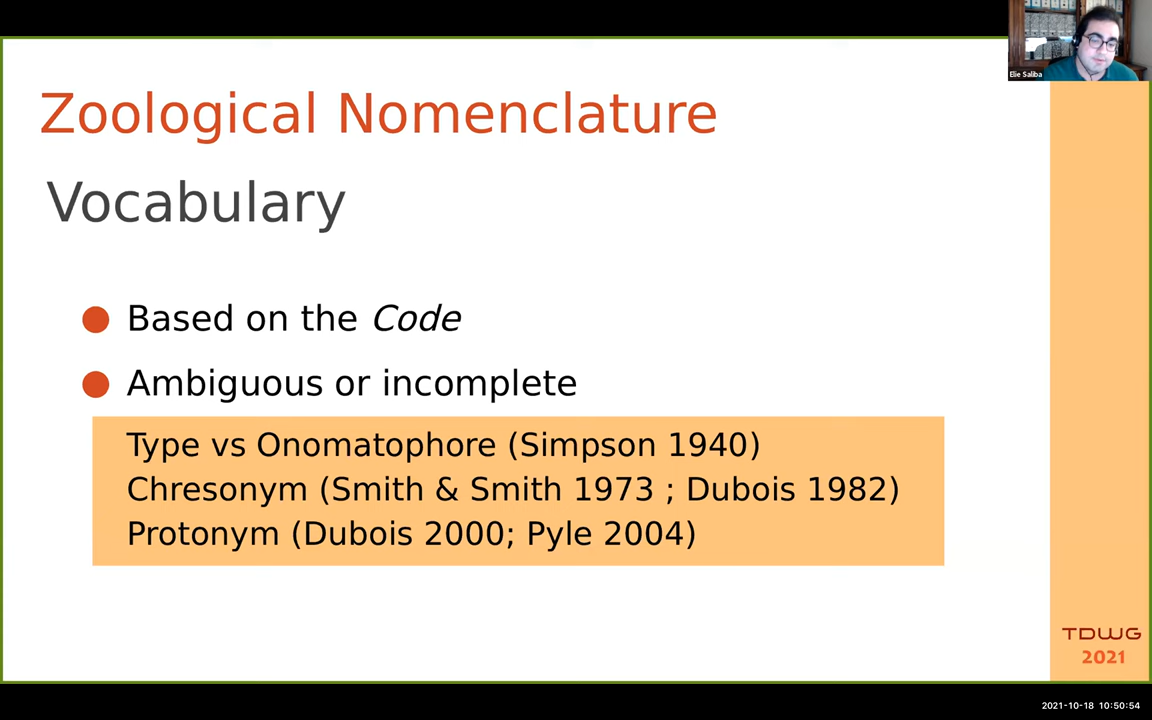 Elie Saliba
Zoological Nomenclature
Vocabulary
Based on the Code
Ambiguous or incomplete
Type vs Onomatophore (Simpson 1940)
Chresonym (Smith & Smith 1973 ; Dubois 1982)
Protonym (Dubois 2000; Pyle 2004)
TDWG
2021
2021-10-18 10:50:54